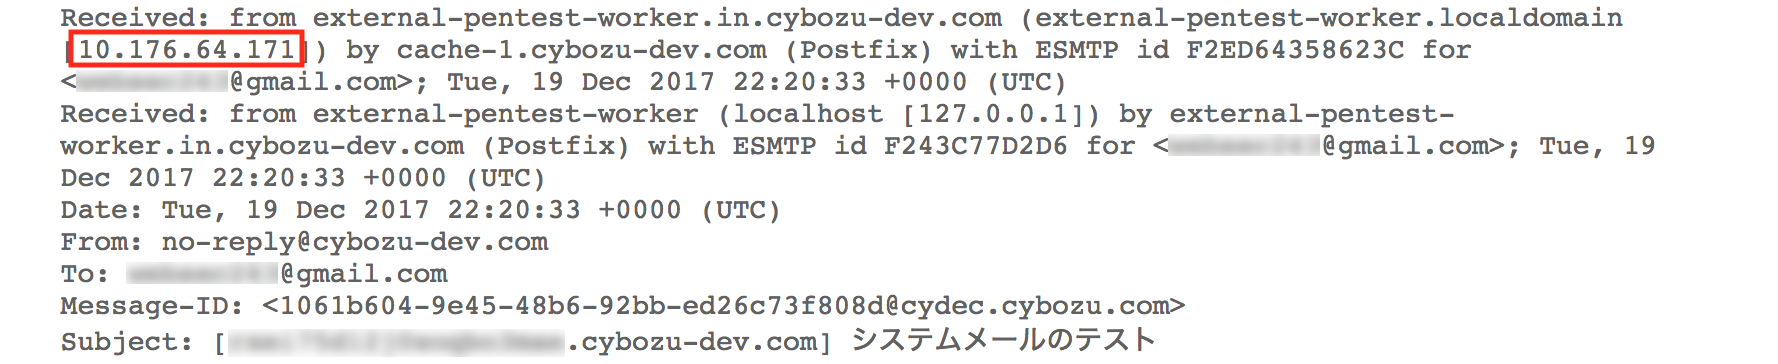 Received: from external-pentest-worker.in.cybozu-dev.com (external-pentest-worker.localdomain
[10.176.64.171]) by cache-1.cybozu-dev.com (Postfix) with ESMTP id F2ED64358623C for
<@gmail.com>; Tue, 19 Dec 2017 22:20:33 +0000 (UTC)
Received: from external-pentest-worker (localhost [127.0.0.1]) by external-pentest-
worker.in.cybozu-dev.com (Postfix) with ESMTP id F243C77D2D6 for <@gmail.com>; Tue, 19
Dec 2017 22:20:33 +0000 (UTC)
Date: Tue, 19 Dec 2017 22:20:33 +0000 (UTC)
From: no-reply@cybozu-dev.com
To: @gmail.com
Message-ID: <1061b604-9e45-48b6-92bb-ed26c73f808d@cydec.cybozu.com>
Subject: [.cybozu-dev.com] システムメールのテスト